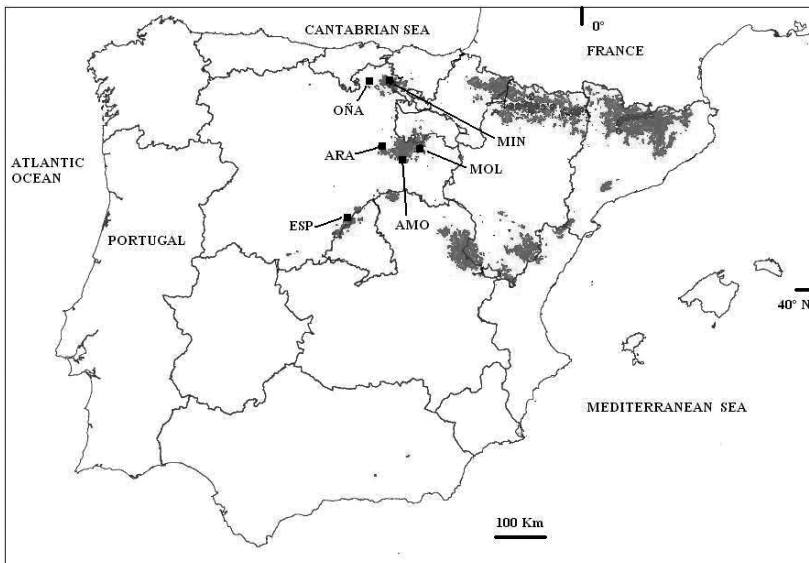 CANTABRIAN SEA
0°
FRANCE
OÑA
MIN
ARA
MOL
ATLANTIC
OCEAN
ESP
AMO
PORTUGAL
40° N
MEDITERRANEAN SEA
100 Km